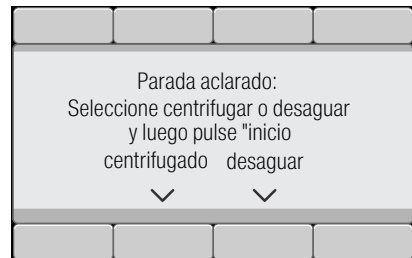 Parada aclarado:
Seleccione centrifugar o desaguar
y luego pulse "inicio
centrifugado desaguar